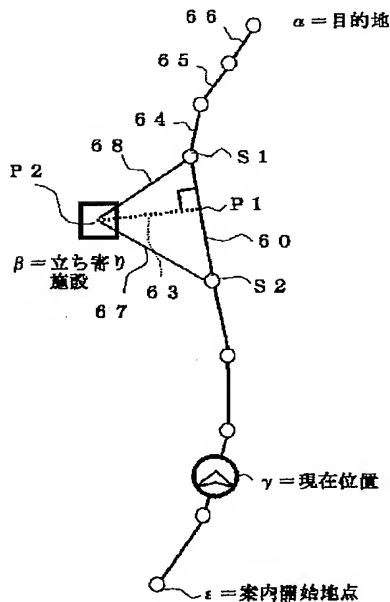 66
α=目的地
65
64
68
S1
P2
P1
60
β=立ち寄り
施設
63
S2
67
γ=現在位置
ε=案内開始地点